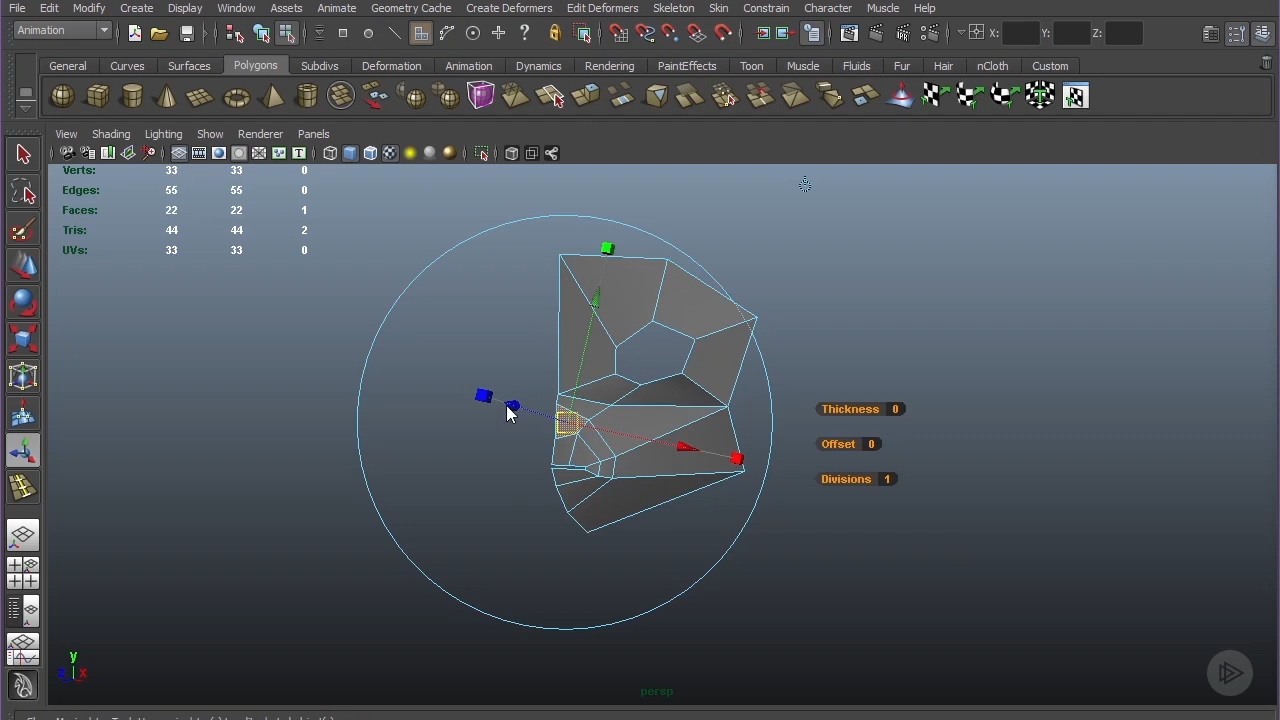 File Edit Modify Create Display Window Assets Animate Geometry Cache Create Deformers Edit Deformers Skeleton Skin Constrain Character Muscle Help
Animation X: Y: Z:
General Curves Surfaces Polygons Subdivs Deformation Animation Dynamics Rendering PaintEffects Toon Muscle Fluids Fur Hair nCloth Custom
View Shading Lighting Show Renderer Panels
Verts: 33 33 0
Edges: 55 55 0
Faces: 22 22 1
Tris: 44 44 2
UVs: 33 33 0
Thickness 0
Offset 0
Divisions 1
y
x
persp